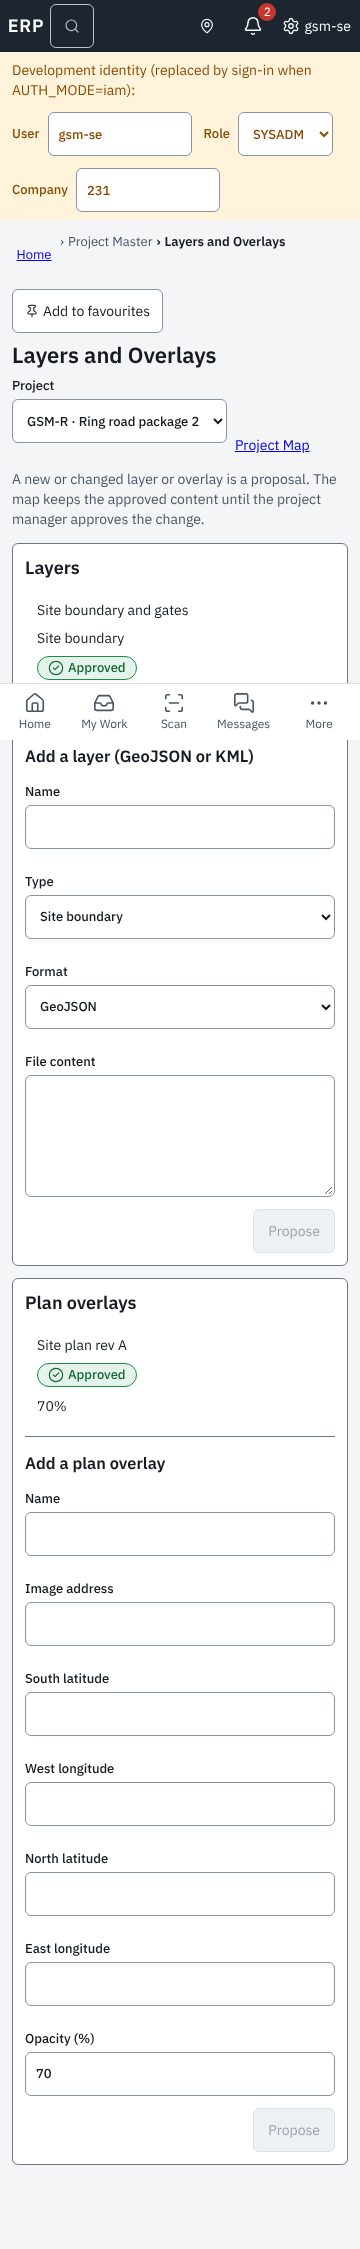 ERP
2
gsm-se
Development identity (replaced by sign-in when
AUTH_MODE=iam):
User
gsm-se
Role
SYSADM
Company
231
Home › Project Master › Layers and Overlays
Add to favourites
Layers and Overlays
Project
GSM-R · Ring road package 2
Project Map
A new or changed layer or overlay is a proposal. The
map keeps the approved content until the project
manager approves the change.
Layers
Site boundary and gates
Site boundary
Approved
Home
My Work
Scan
Messages
More
Add a layer (GeoJSON or KML)
Name
Type
Site boundary
Format
GeoJSON
File content
Propose
Plan overlays
Site plan rev A
Approved
70%
Add a plan overlay
Name
Image address
South latitude
West longitude
North latitude
East longitude
Opacity (%)
70
Propose